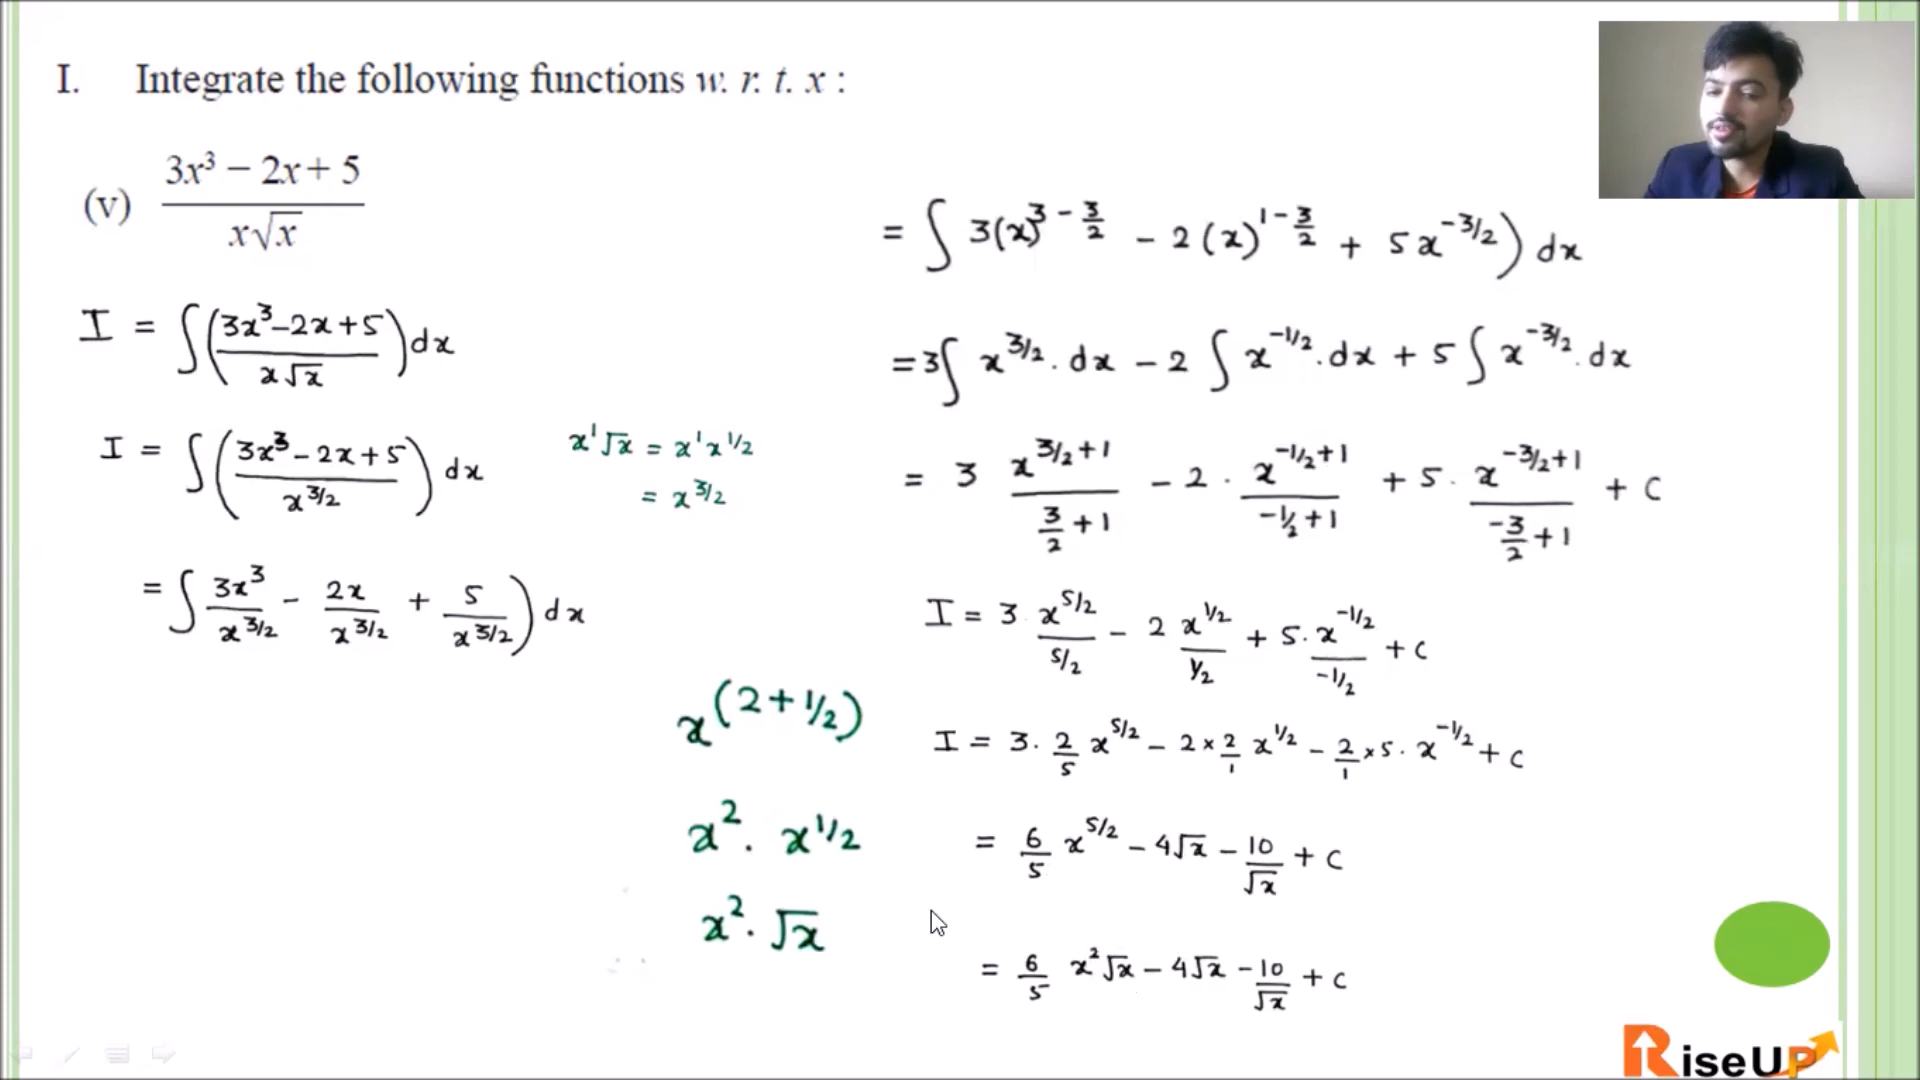 I. Integrate the following functions w. r. t. x :
(v) (3x³ − 2x + 5) / (x√x)
I = ∫ ((3x³ − 2x + 5) / (x√x)) dx
I = ∫ ((3x³ − 2x + 5) / x^(3/2)) dx
x¹√x = x¹x^(1/2)
= x^(3/2)
= ∫ 3x³/x^(3/2) − 2x/x^(3/2) + 5/x^(3/2) ) dx
x^(2 + 1/2)
x² . x^(1/2)
x² . √x
= ∫ 3(x)^(3 − 3/2) − 2(x)^(1 − 3/2) + 5x^(−3/2) ) dx
= 3∫ x^(3/2) . dx − 2 ∫ x^(−1/2) . dx + 5 ∫ x^(−3/2) . dx
= 3 x^(3/2+1) / (3/2 + 1) − 2 . x^(−1/2+1) / (−1/2 + 1) + 5 . x^(−3/2+1) / (−3/2 + 1) + c
I = 3 . x^(5/2) / (5/2) − 2 x^(1/2) / (1/2) + 5 . x^(−1/2) / (−1/2) + c
I = 3 . 2/5 x^(5/2) − 2 × 2/1 x^(1/2) − 2/1 × 5 . x^(−1/2) + c
= 6/5 x^(5/2) − 4√x − 10/√x + c
= 6/5 x²√x − 4√x − 10/√x + c
RiseUP